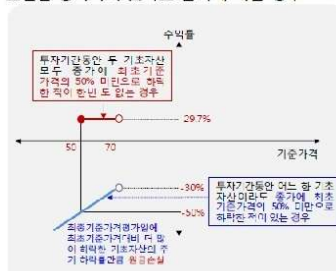 수익률
투자기간동안 두 기초자산
모두 종가에 최초기준
가격의 50% 미만으로 하락
한 적이 한번도 없는 경우
29.7%
50 70
기준가격
-30%
-50%
투자기간동안 어느 한 기초
자산이라도 종가에 최초
기준가격의 50% 미만으로
하락한 적이 있는 경우
최종기준가격평가일에
최초기준가격대비 더 많
이 하락한 기초자산의 주
가 하락률만큼 원금손실